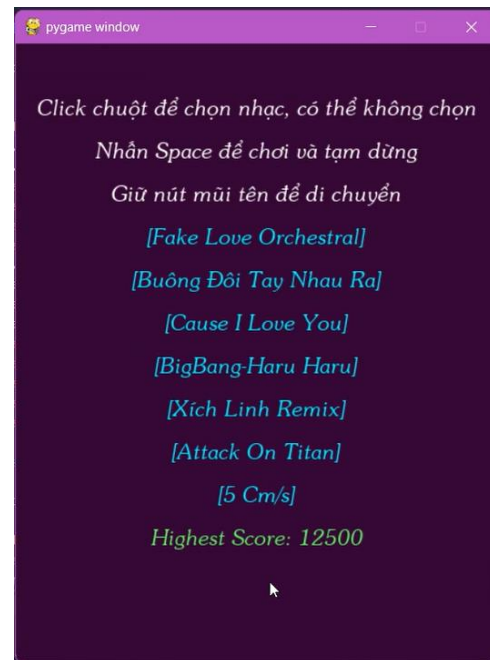 pygame window
Click chuột để chọn nhạc, có thể không chọn
Nhấn Space để chơi và tạm dừng
Giữ nút mũi tên để di chuyển
[Fake Love Orchestral]
[Buông Đôi Tay Nhau Ra]
[Cause I Love You]
[BigBang-Haru Haru]
[Xích Linh Remix]
[Attack On Titan]
[5 Cm/s]
Highest Score: 12500